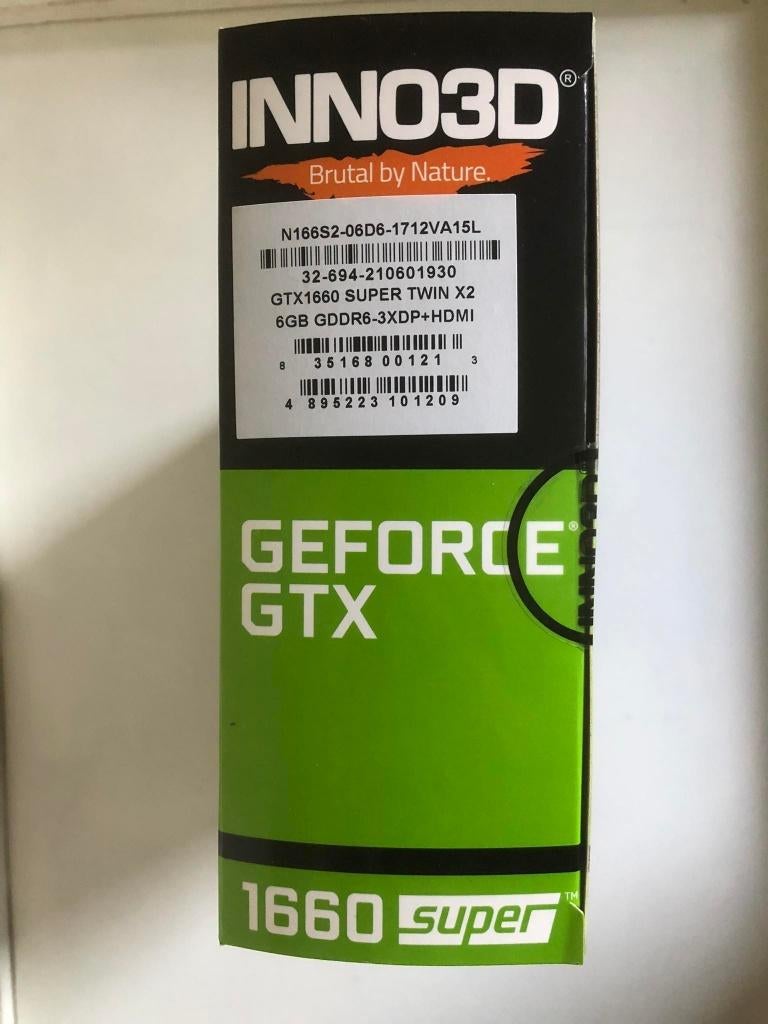 INNO3D®
Brutal by Nature.
N166S2-06D6-1712VA15L
32-694-210601930
GTX1660 SUPER TWIN X2
6GB GDDR6-3XDP+HDMI
8 35168 00121 3
4 895223 101209
GEFORCE®
GTX
INNO3D
1660 super™